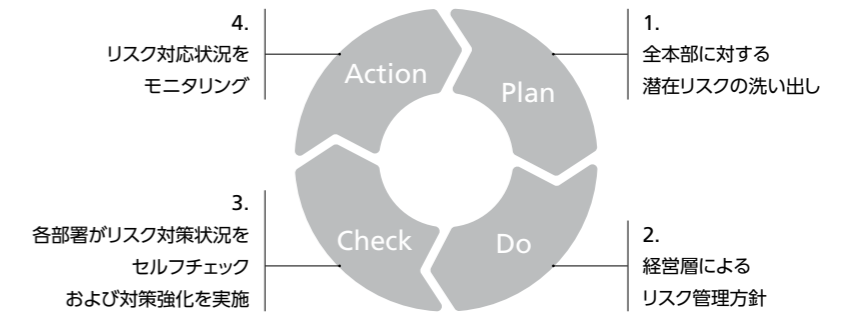 4.
リスク対応状況を
モニタリング
Action
Plan
1.
全本部に対する
潜在リスクの洗い出し
3.
各部署がリスク対策状況を
セルフチェック
および対策強化を実施
Check
Do
2.
経営層による
リスク管理方針